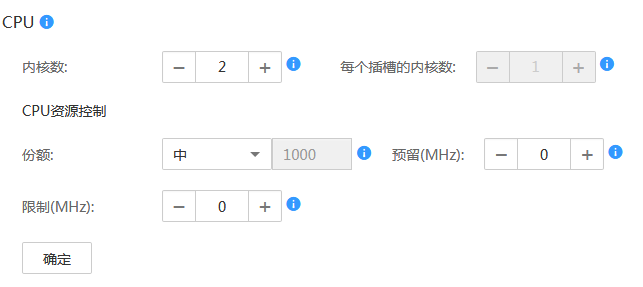 CPU
内核数: − 2 + 每个插槽的内核数: − 1 +
CPU资源控制
份额: 中 1000 预留(MHz): − 0 +
限制(MHz): − 0 +
确定